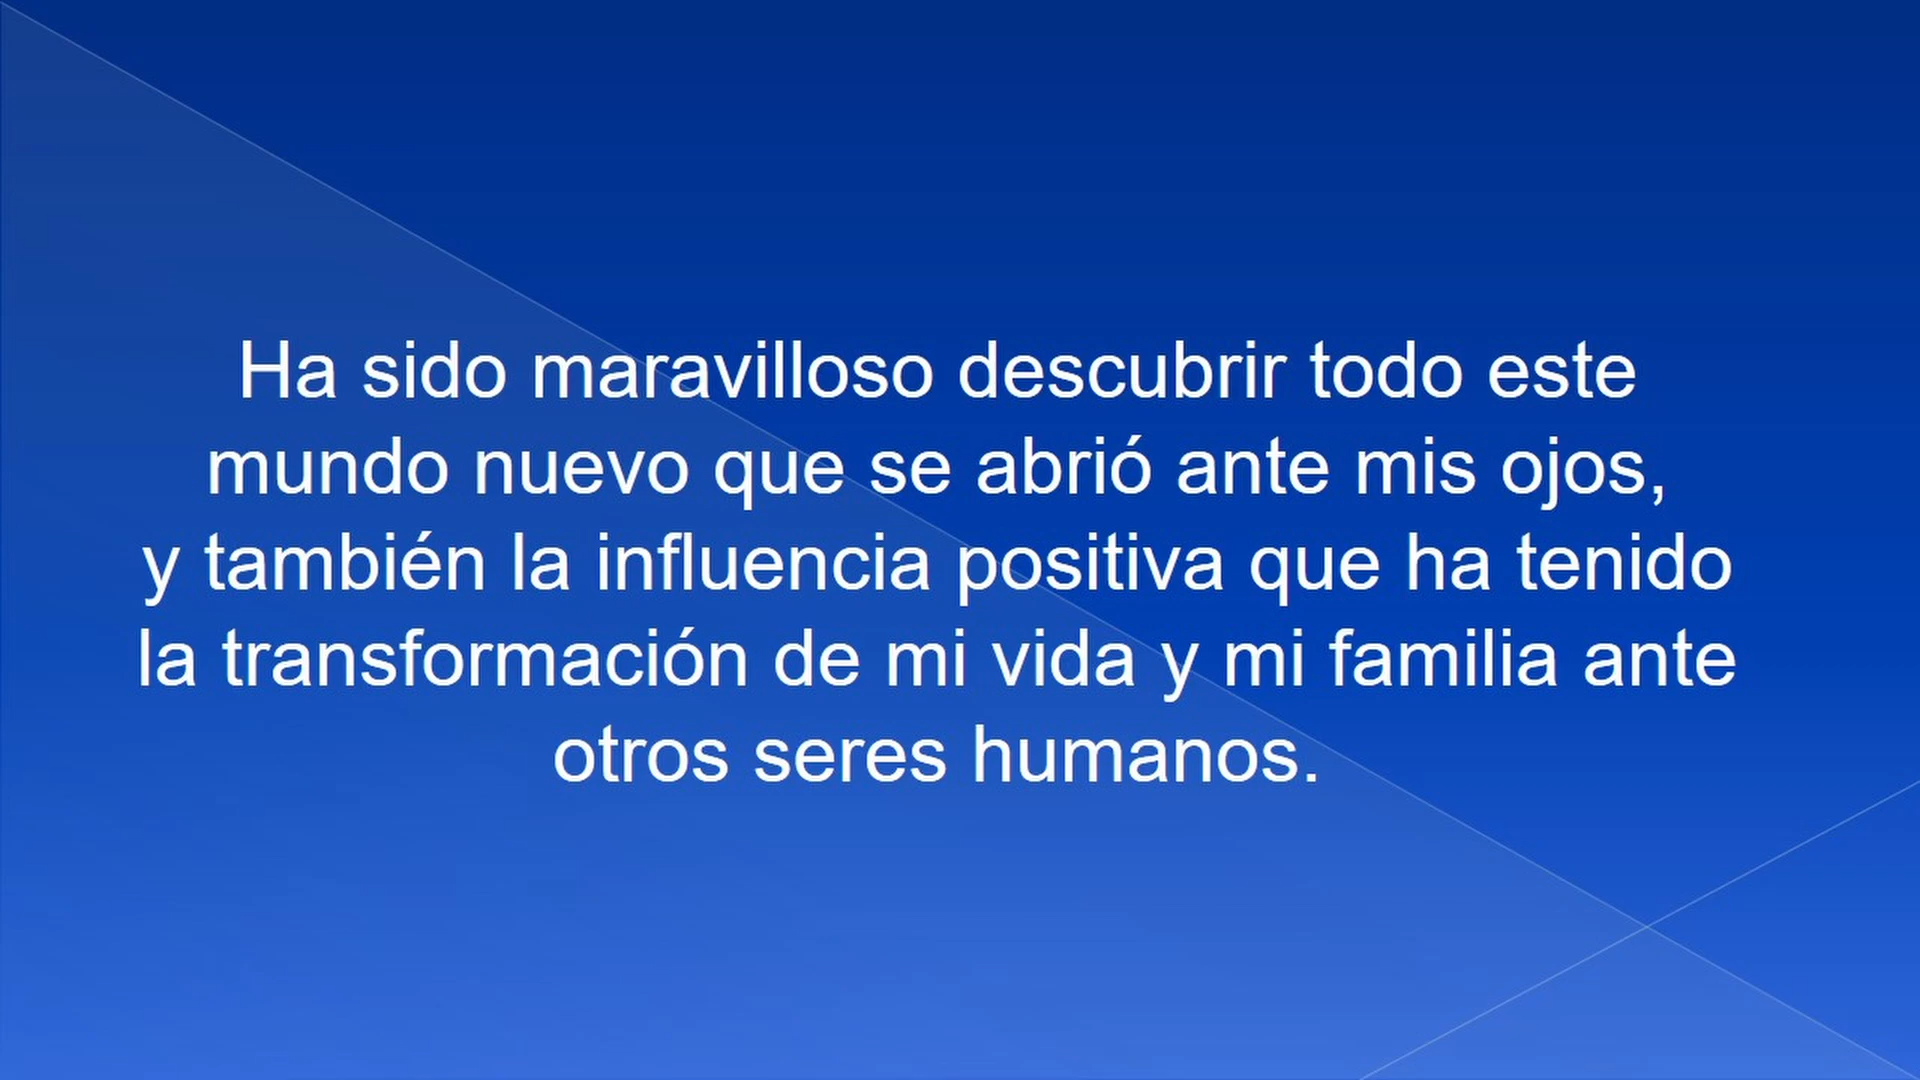 Ha sido maravilloso descubrir todo este
mundo nuevo que se abrió ante mis ojos,
y también la influencia positiva que ha tenido
la transformación de mi vida y mi familia ante
otros seres humanos.